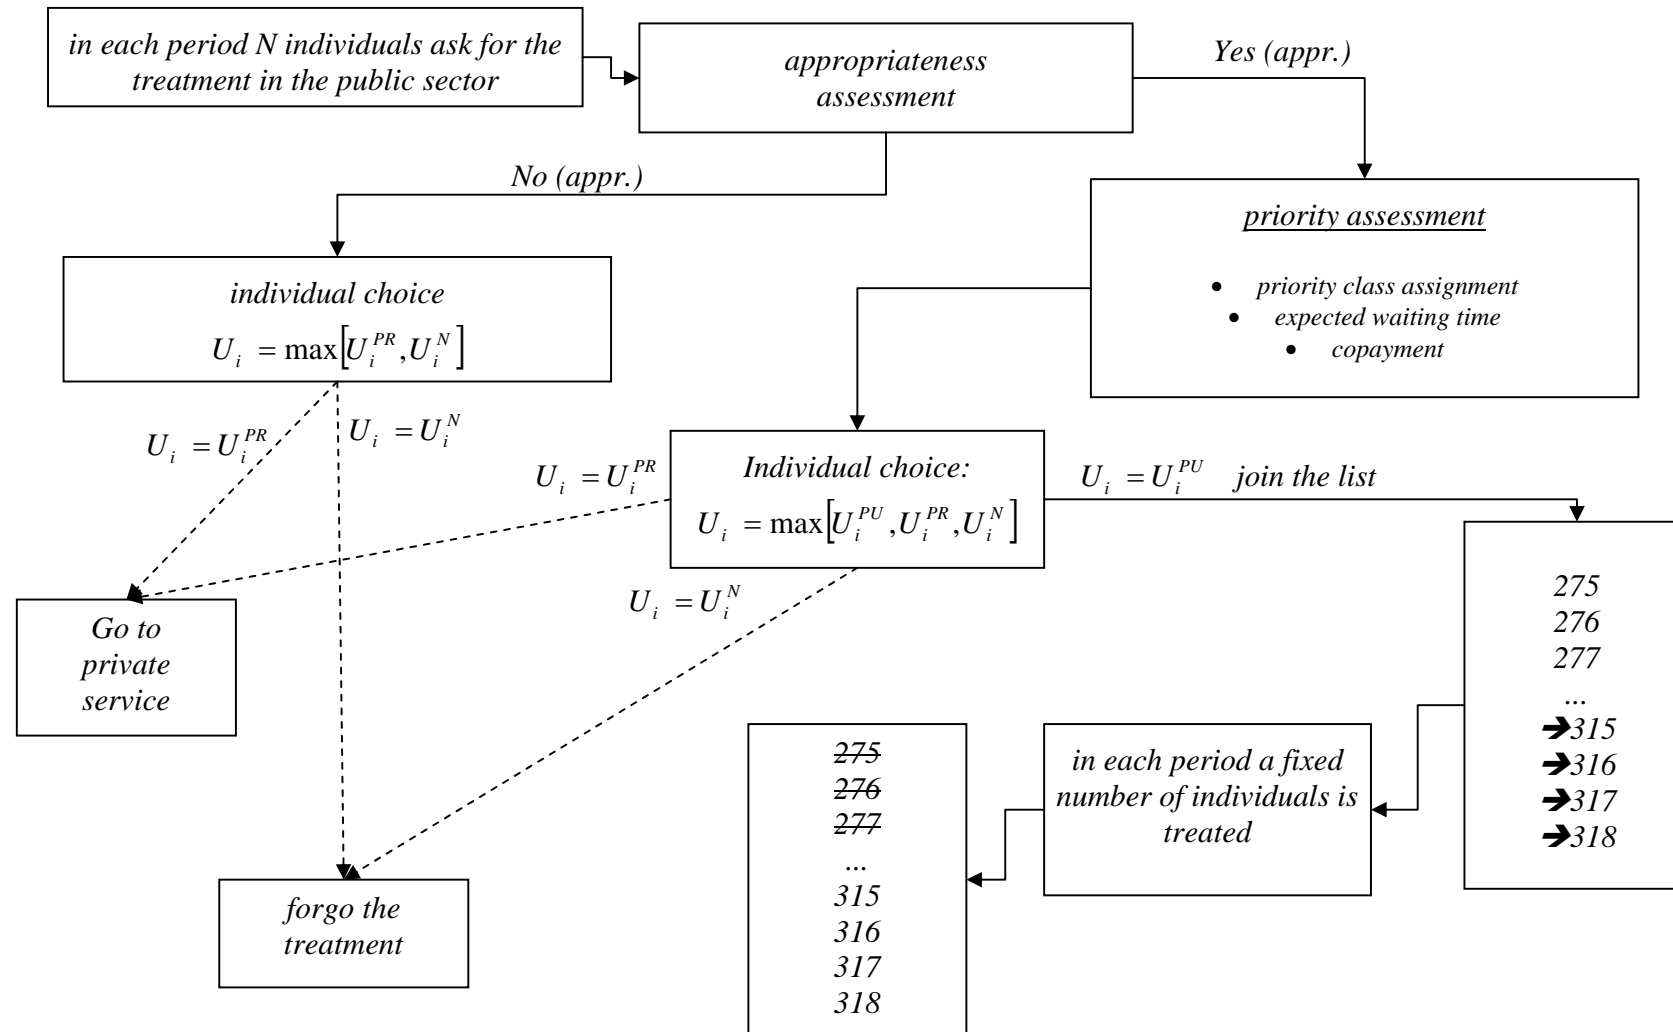 in each period N individuals ask for the
treatment in the public sector
appropriateness
assessment
Yes (appr.)
No (appr.)
priority assessment
• priority class assignment
• expected waiting time
• copayment
individual choice
U_i = max[U_i^{PR}, U_i^N]
U_i = U_i^{PR}
U_i = U_i^N
Individual choice:
U_i = max[U_i^{PU}, U_i^{PR}, U_i^N]
U_i = U_i^{PR}
U_i = U_i^{PU} join the list
U_i = U_i^N
Go to
private
service
forgo the
treatment
275
276
277
...
➔315
➔316
➔317
➔318
in each period a fixed
number of individuals is
treated
275
276
277
...
315
316
317
318